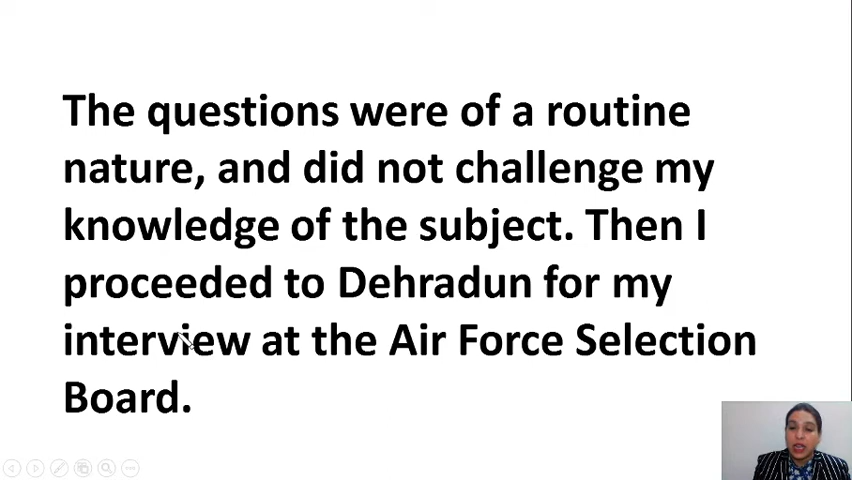 The questions were of a routine
nature, and did not challenge my
knowledge of the subject. Then I
proceeded to Dehradun for my
interview at the Air Force Selection
Board.